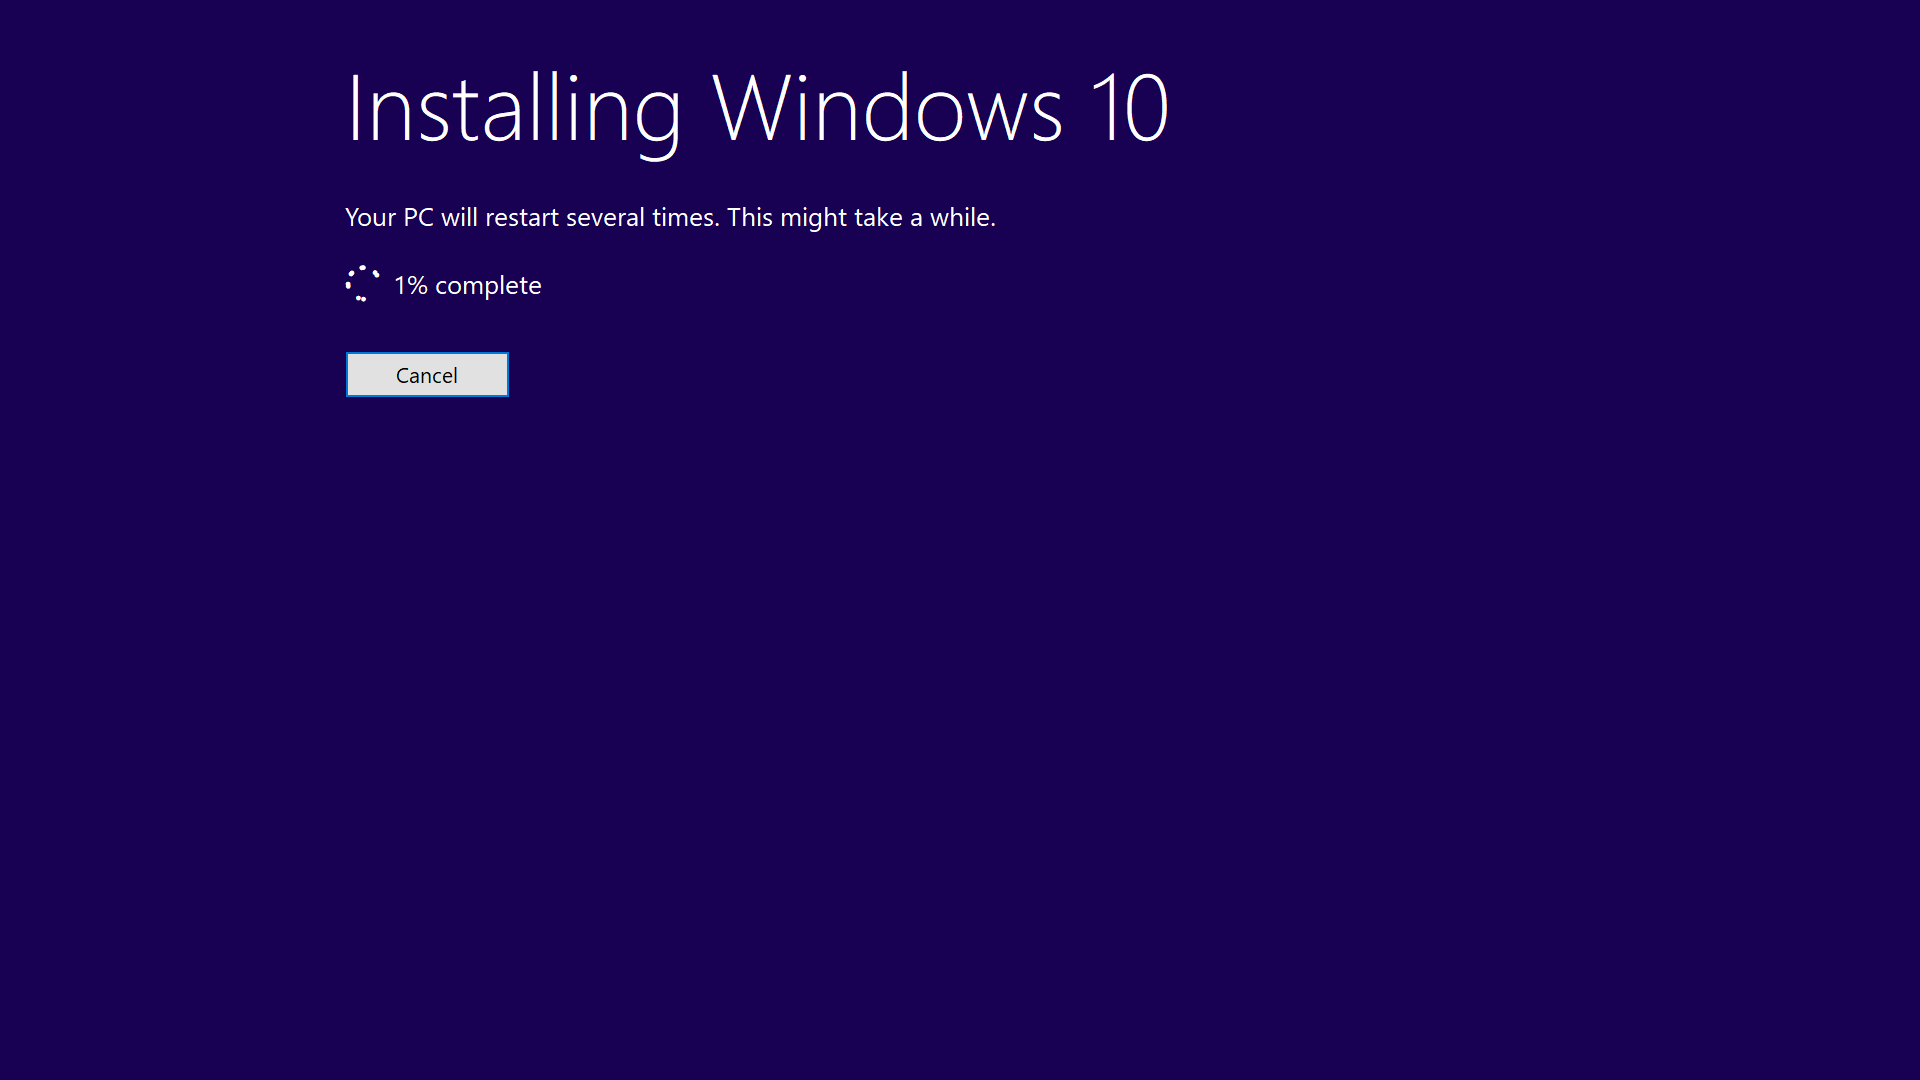 Installing Windows 10
Your PC will restart several times. This might take a while.
1% complete
Cancel